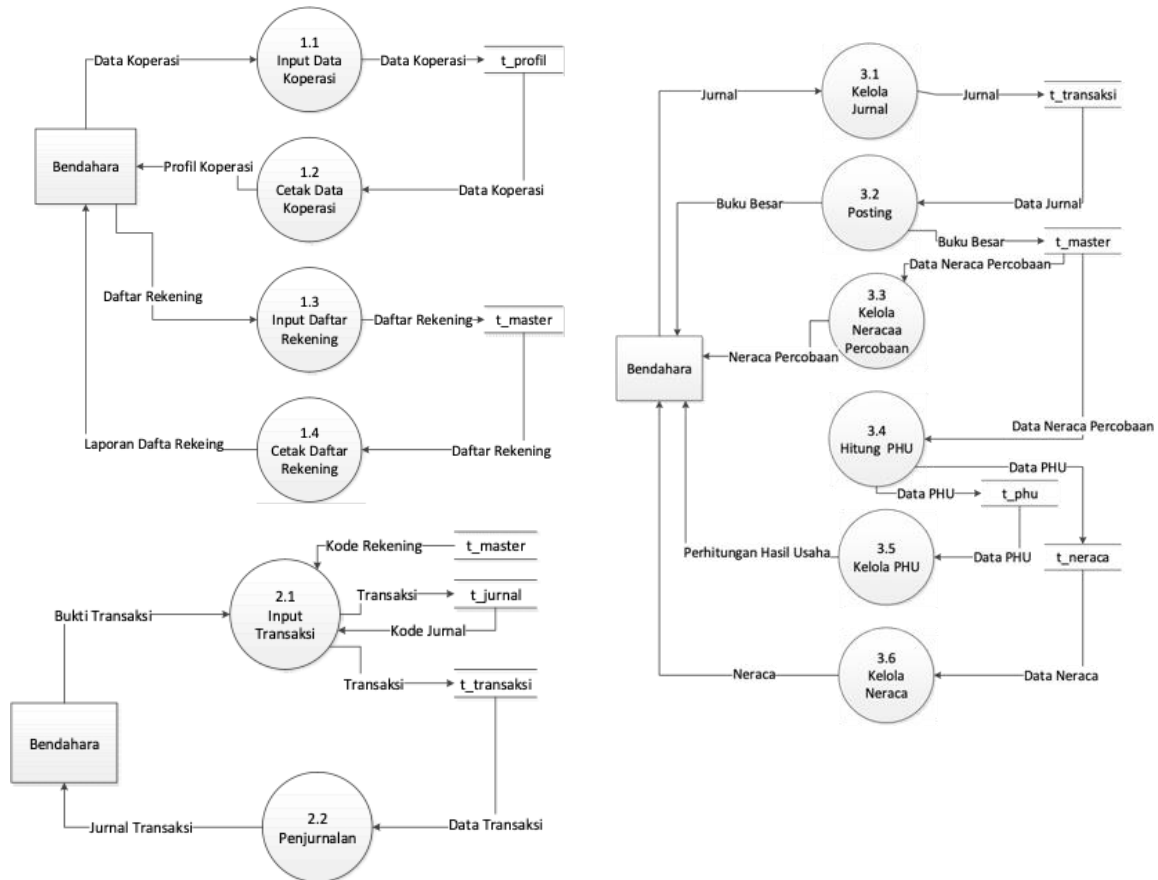 1.1
Input Data
Koperasi
Data Koperasi
Data Koperasi
t_profil
Bendahara
Profil Koperasi
1.2
Cetak Data
Koperasi
Data Koperasi
Daftar Rekening
1.3
Input Daftar
Rekening
Daftar Rekening
t_master
Laporan Dafta Rekeing
1.4
Cetak Daftar
Rekening
Daftar Rekening
Kode Rekening
t_master
2.1
Input
Transaksi
Bukti Transaksi
Transaksi
t_jurnal
Kode Jurnal
Transaksi
t_transaksi
Bendahara
Jurnal Transaksi
2.2
Penjurnalan
Data Transaksi
3.1
Kelola
Jurnal
Jurnal
Jurnal
t_transaksi
Buku Besar
3.2
Posting
Data Jurnal
Buku Besar
t_master
Data Neraca Percobaan
3.3
Kelola
Neracaa
Percobaan
Neraca Percobaan
Bendahara
3.4
Hitung PHU
Data Neraca Percobaan
Data PHU
Data PHU
t_phu
Perhitungan Hasil Usaha
3.5
Kelola PHU
Data PHU
t_neraca
Neraca
3.6
Kelola
Neraca
Data Neraca